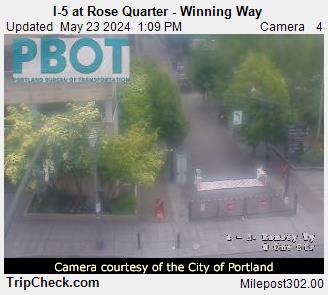 I-5 at Rose Quarter - Winning Way
Updated May 23 2024 1:09 PM Camera 4
PBOT
PORTLAND BUREAU OF TRANSPORTATION
Camera courtesy of the City of Portland
TripCheck.com Milepost302.00